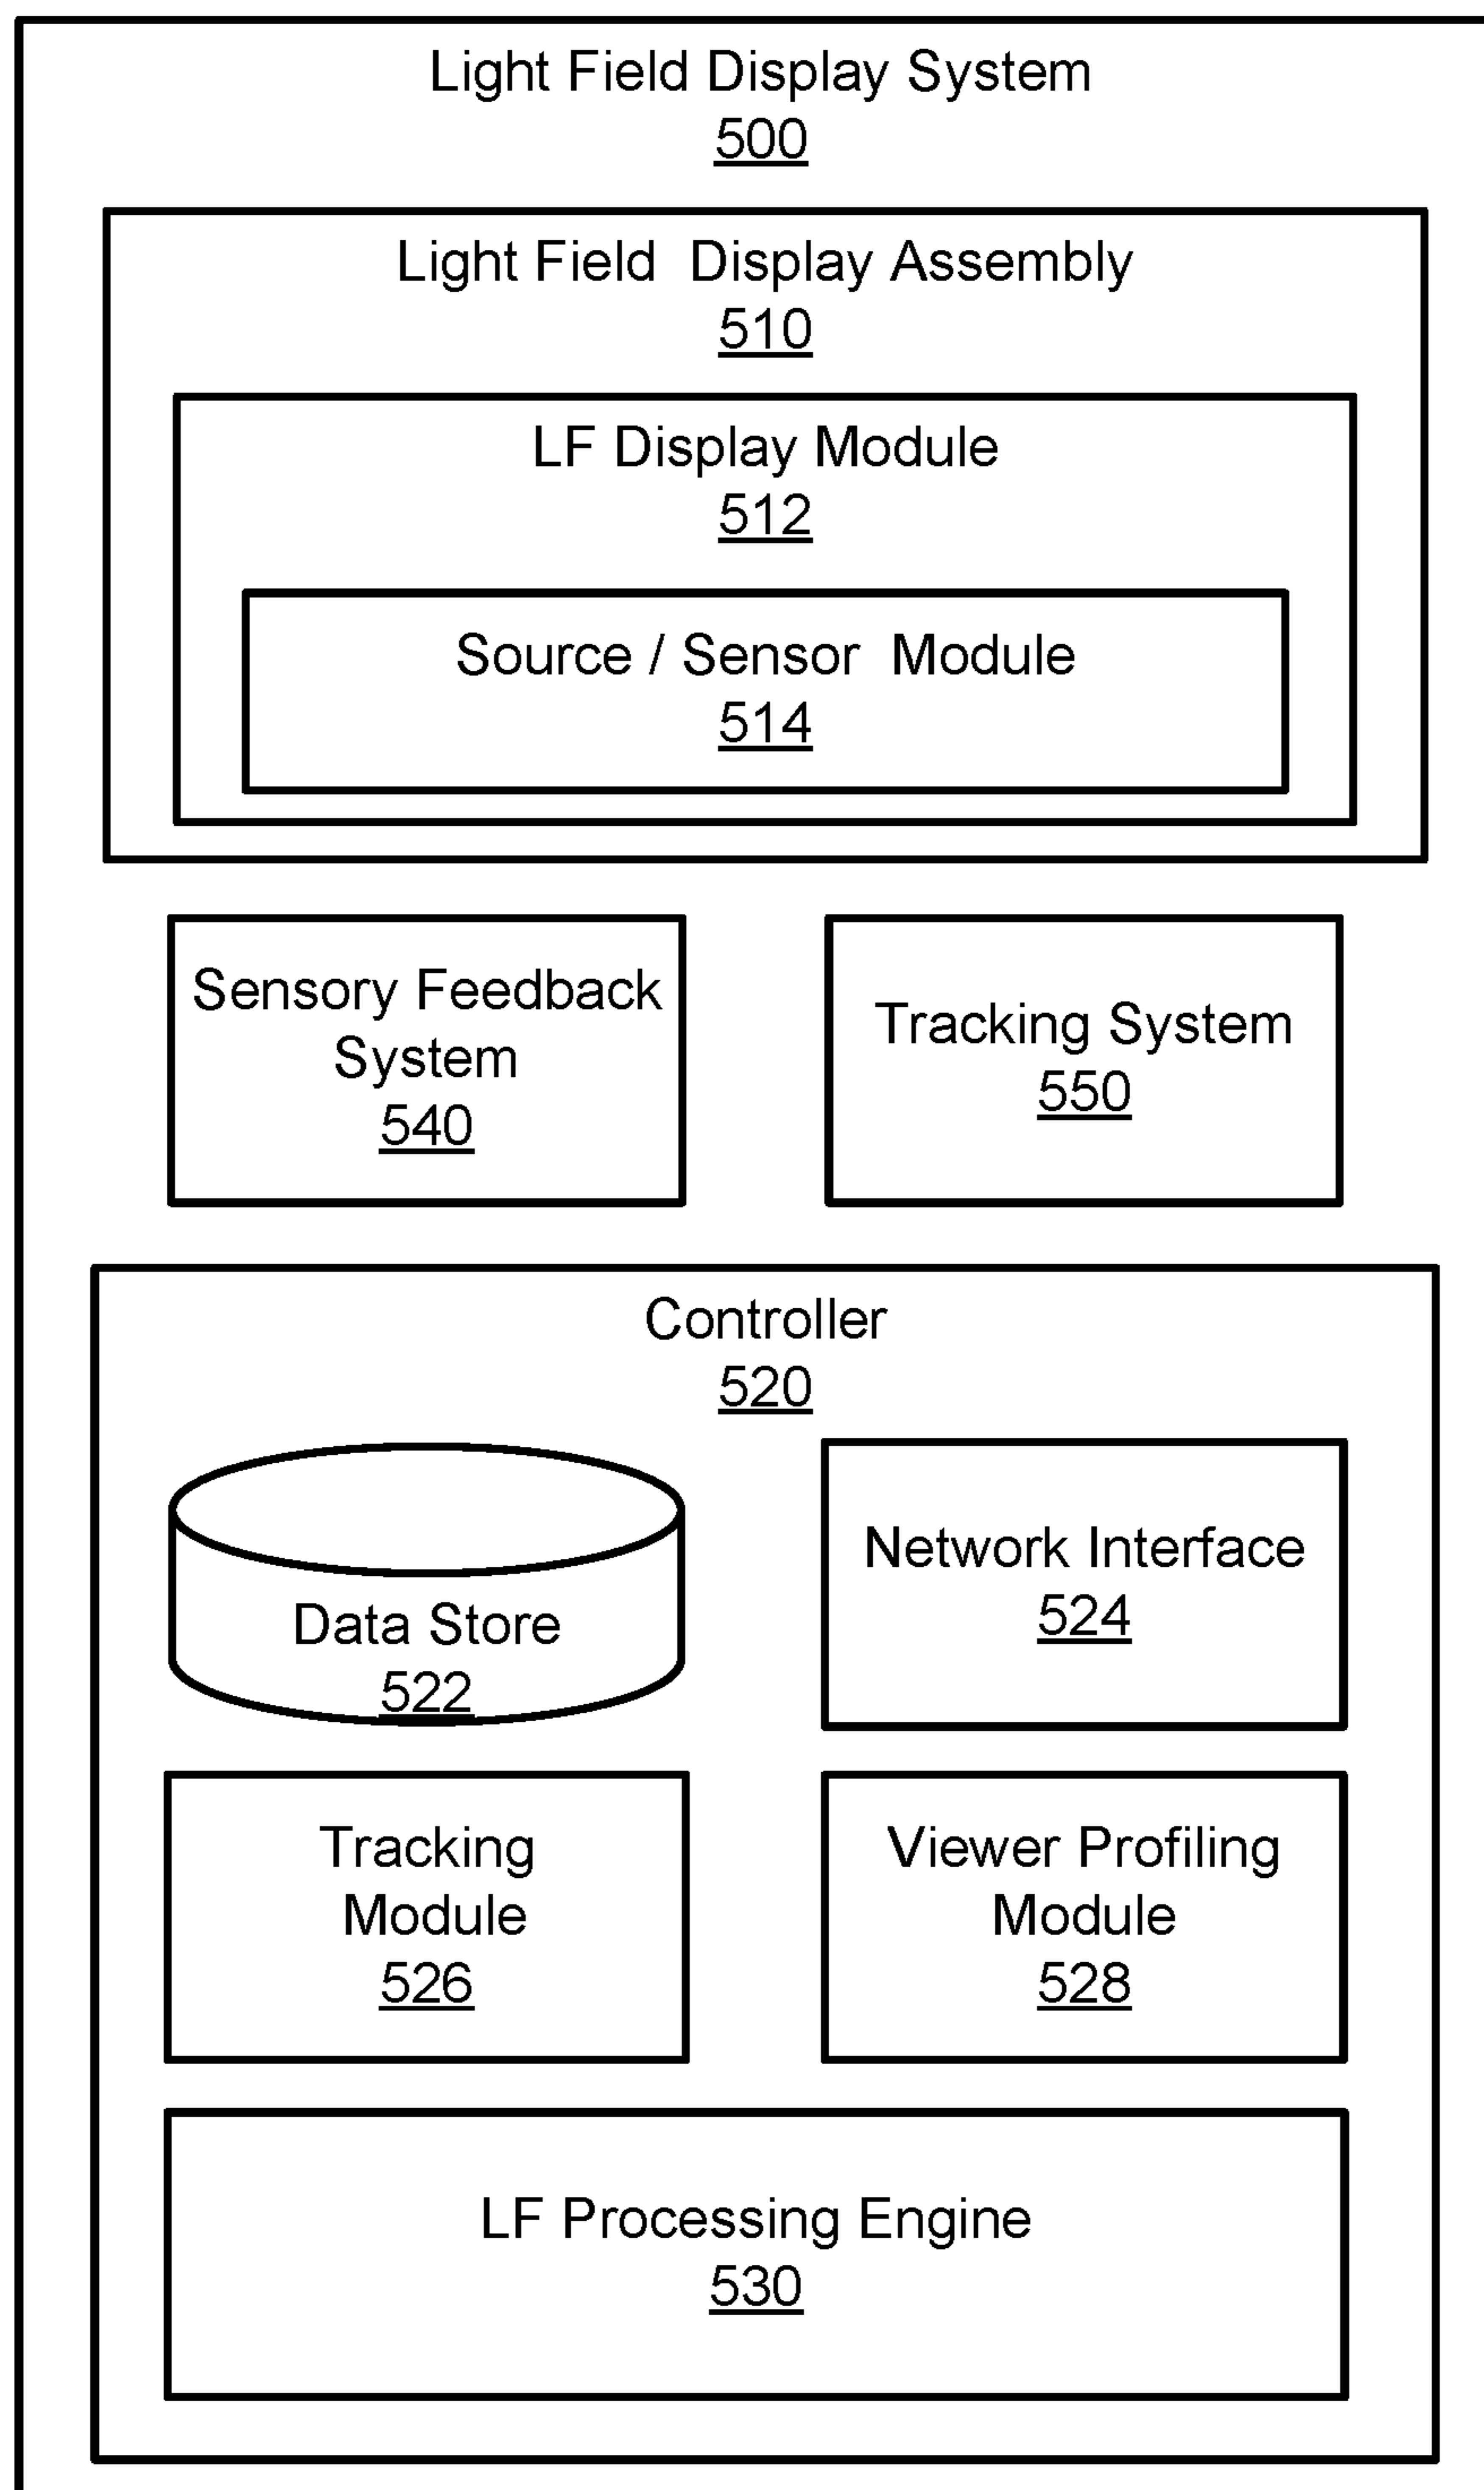 Light Field Display System
500
Light Field Display Assembly
510
LF Display Module
512
Source / Sensor Module
514
Sensory Feedback
System
540
Tracking System
550
Controller
520
Data Store
522
Network Interface
524
Tracking
Module
526
Viewer Profiling
Module
528
LF Processing Engine
530